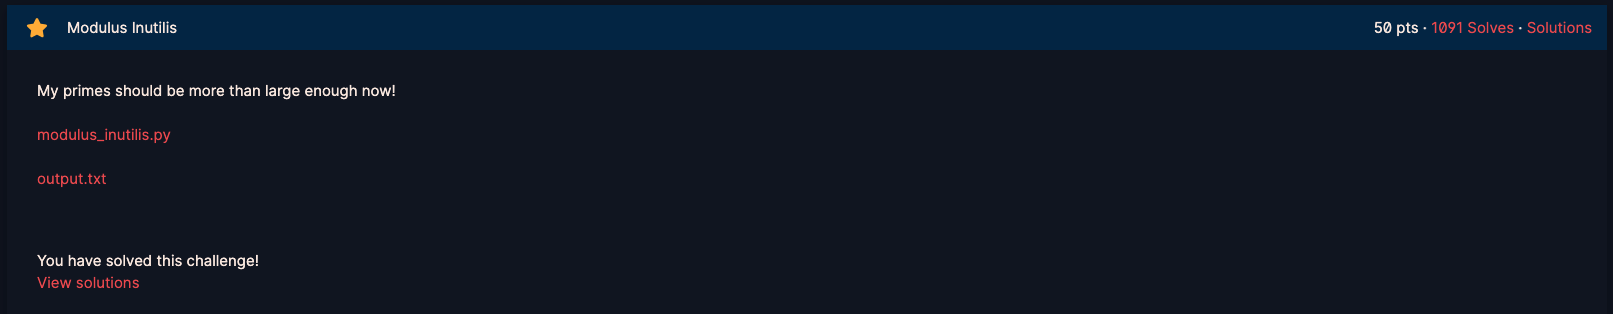 Modulus Inutilis 50 pts · 1091 Solves · Solutions
My primes should be more than large enough now!
modulus_inutilis.py
output.txt
You have solved this challenge!
View solutions